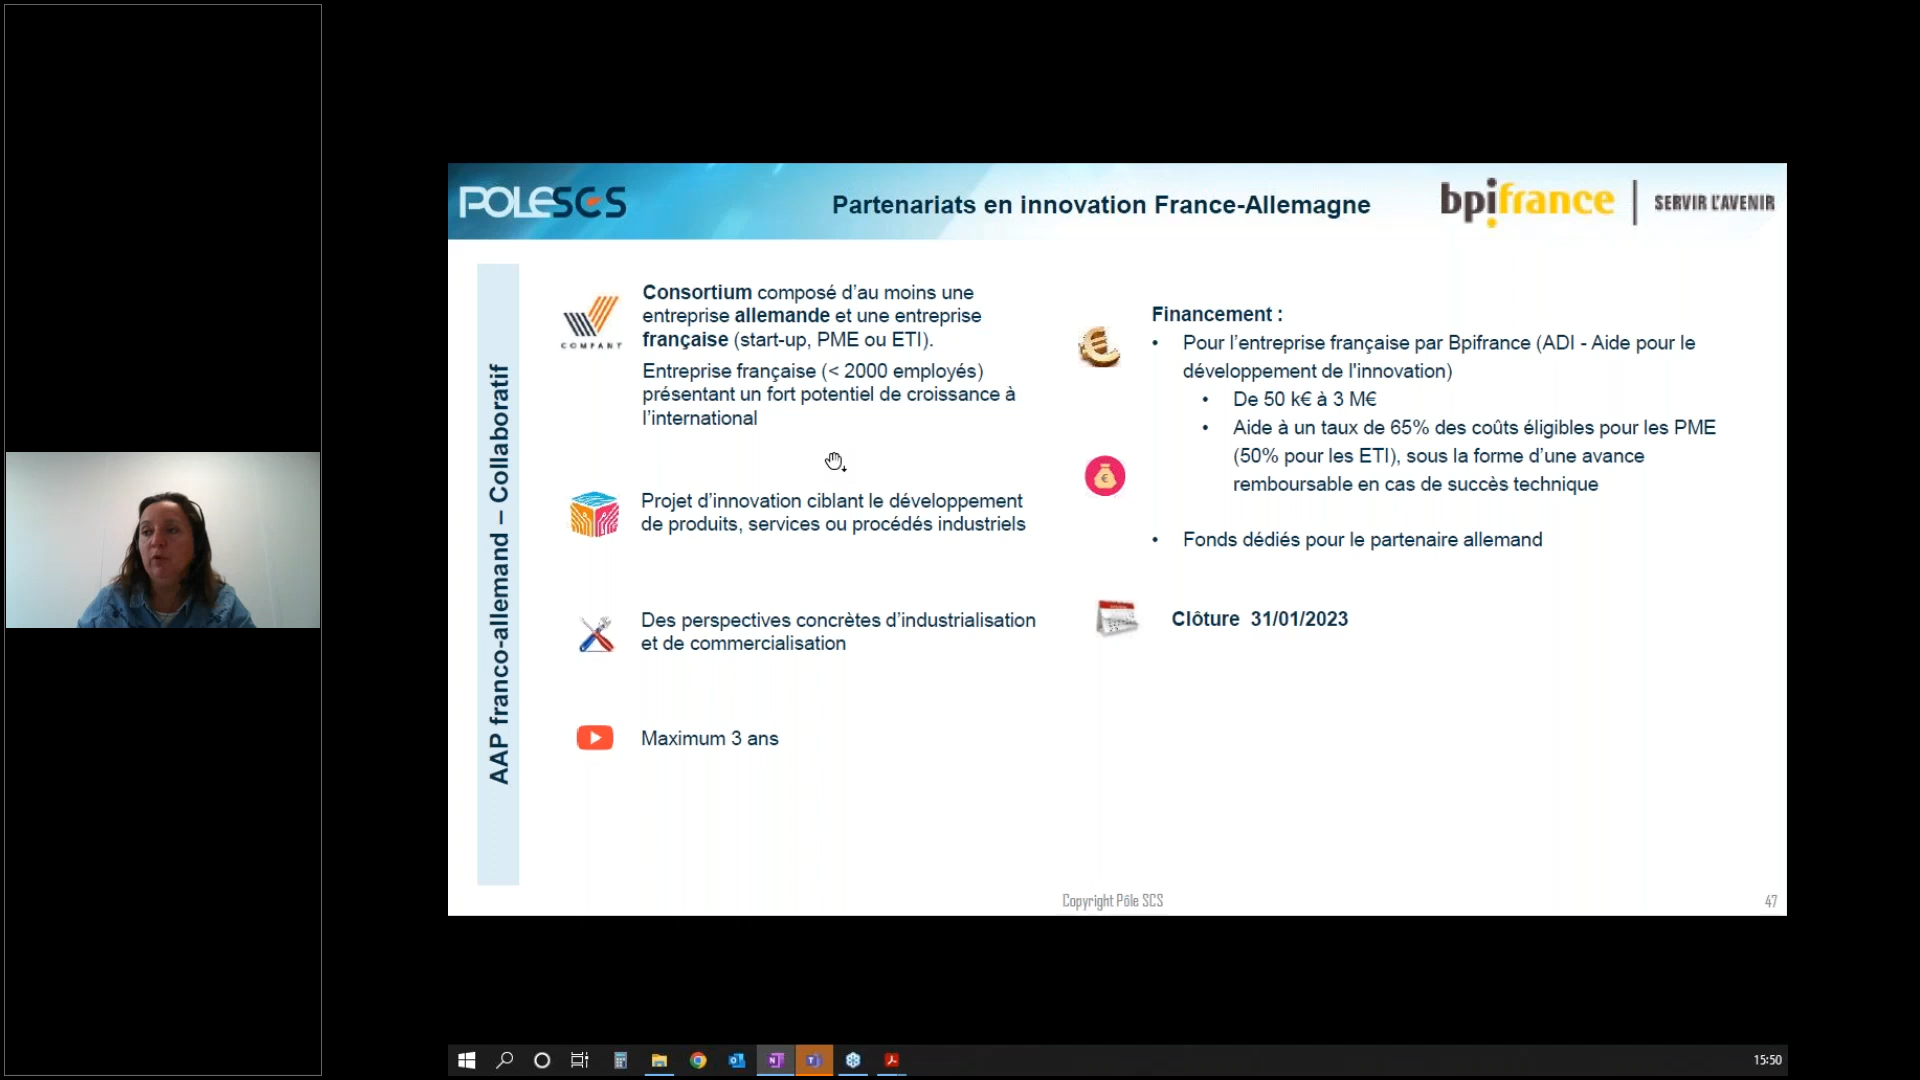 POLESCS
Partenariats en innovation France-Allemagne
bpifrance
SERVIR L'AVENIR
AAP franco-allemand – Collaboratif
COMPANY
Consortium composé d’au moins une
entreprise allemande et une entreprise
française (start-up, PME ou ETI).
Entreprise française (< 2000 employés)
présentant un fort potentiel de croissance à
l’international
Projet d’innovation ciblant le développement
de produits, services ou procédés industriels
Des perspectives concrètes d’industrialisation
et de commercialisation
Maximum 3 ans
Financement :
• Pour l’entreprise française par Bpifrance (ADI - Aide pour le
développement de l'innovation)
• De 50 k€ à 3 M€
• Aide à un taux de 65% des coûts éligibles pour les PME
(50% pour les ETI), sous la forme d’une avance
remboursable en cas de succès technique
• Fonds dédiés pour le partenaire allemand
Clôture 31/01/2023
Copyright Pôle SCS
47
15:50